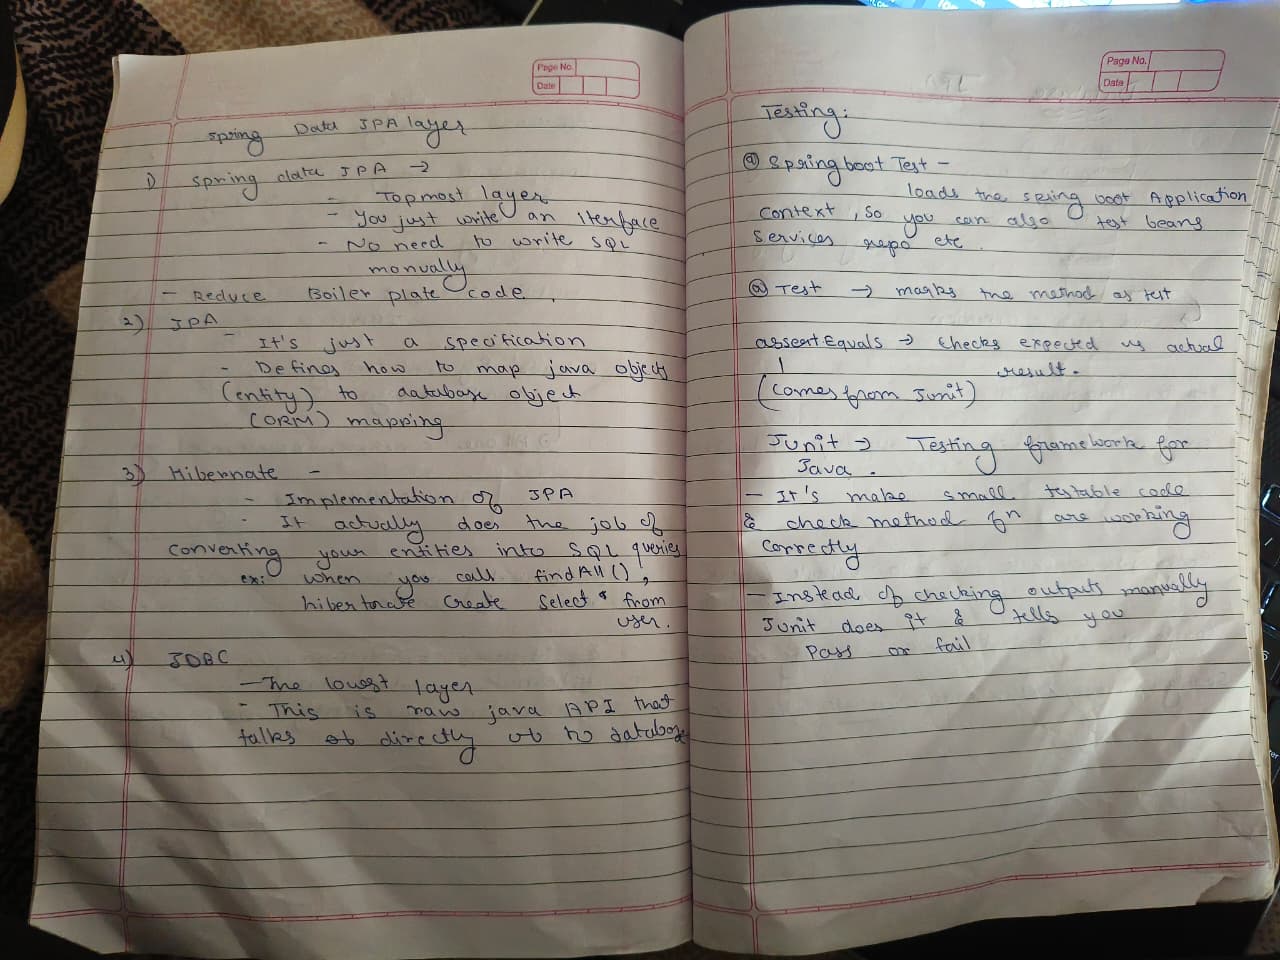 Page No.
Date
Spring Data JPA layer
1) Spring data JPA →
- Topmost layer
- You just write an iterface
- No need to write SQL
manually
- Reduce Boiler plate code.
2) JPA
- It's just a specification
- Defines how to map java objects
(entity) to database object
(ORM) mapping
3) Hibernate -
- Implementation of JPA
- It actually does the job of
converting your entities into SQL queries
ex: when you call findAll(),
hibertnate create Select * from
user.
4) JDBC
- The lowest layer
- This is raw java API that
talks directly to database
Page No.
Date
Testing:
@ Spring boot Test -
loads the spring boot Application
Context, so you can also test beans
services repo etc.
@ Test → marks the method as test
assertEquals → checks expected vs actual
result.
(comes from Junit)
Junit → Testing framework for
Java.
- It's make small testable code
& check method fn are working
correctly
- Instead of checking outputs manually
Junit does it & tells you
Pass or fail